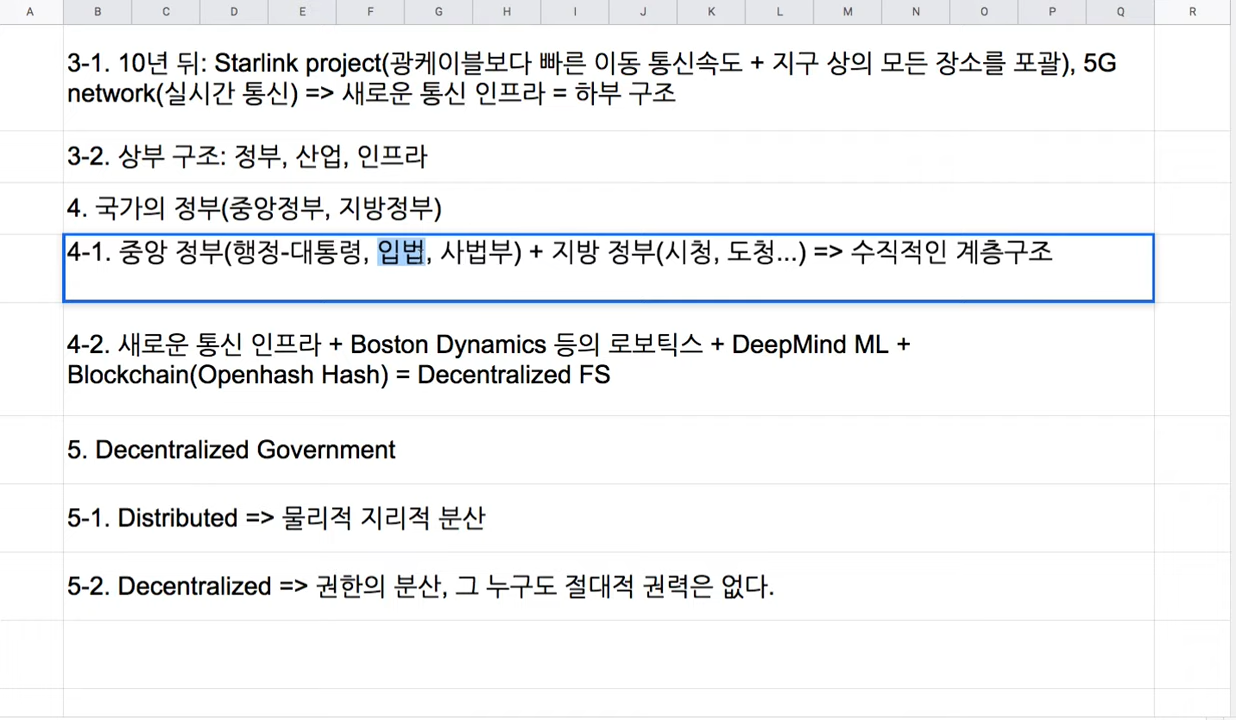 A B C D E F G H I J K L M N O P Q R
3-1. 10년 뒤: Starlink project(광케이블보다 빠른 이동 통신속도 + 지구 상의 모든 장소를 포괄), 5G
network(실시간 통신) => 새로운 통신 인프라 = 하부 구조
3-2. 상부 구조: 정부, 산업, 인프라
4. 국가의 정부(중앙정부, 지방정부)
4-1. 중앙 정부(행정-대통령, 입법, 사법부) + 지방 정부(시청, 도청...) => 수직적인 계층구조
4-2. 새로운 통신 인프라 + Boston Dynamics 등의 로보틱스 + DeepMind ML +
Blockchain(Openhash Hash) = Decentralized FS
5. Decentralized Government
5-1. Distributed => 물리적 지리적 분산
5-2. Decentralized => 권한의 분산, 그 누구도 절대적 권력은 없다.